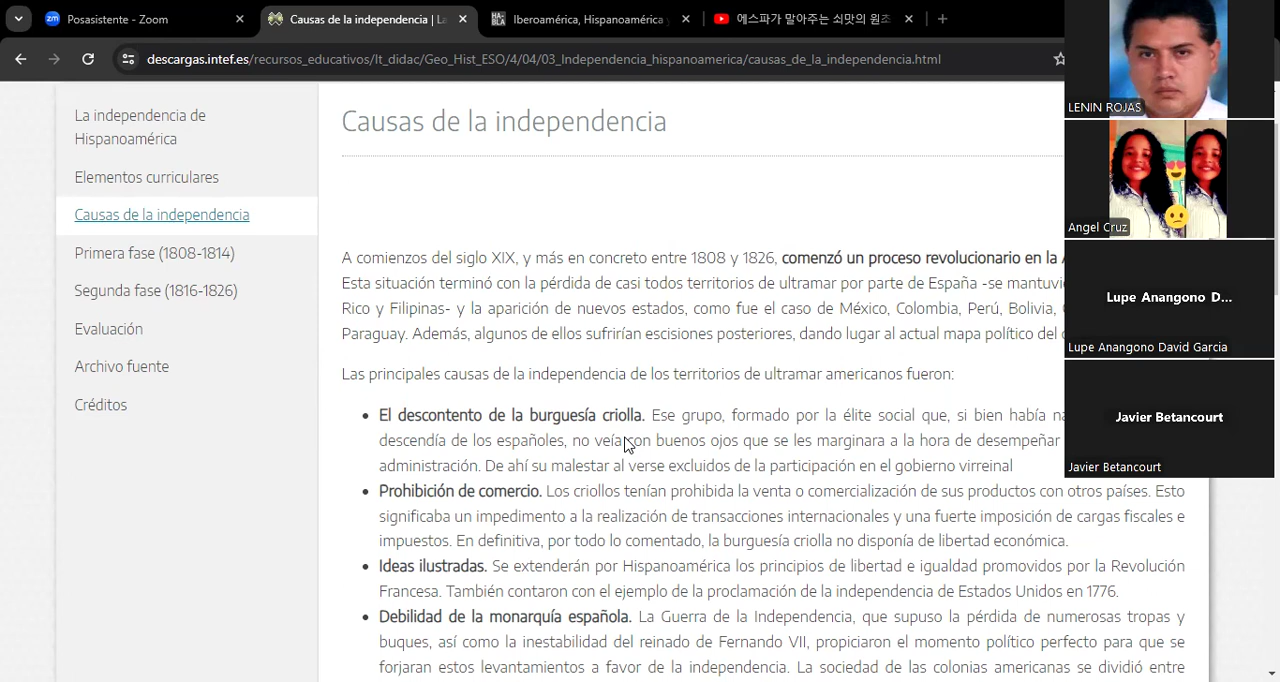 Posasistente - Zoom
Causas de la independencia | La
Iberoamérica, Hispanoamérica y
에스파가 말아주는 쇠맛의 원조
descargas.intef.es/recursos_educativos/It_didac/Geo_Hist_ESO/4/04/03_Independencia_hispanoamerica/causas_de_la_independencia.html
La independencia de
Hispanoamérica
Elementos curriculares
Causas de la independencia
Primera fase (1808-1814)
Segunda fase (1816-1826)
Evaluación
Archivo fuente
Créditos
Causas de la independencia
A comienzos del siglo XIX, y más en concreto entre 1808 y 1826, comenzó un proceso revolucionario en la
Esta situación terminó con la pérdida de casi todos territorios de ultramar por parte de España -se mantuvi
Rico y Filipinas- y la aparición de nuevos estados, como fue el caso de México, Colombia, Perú, Bolivia,
Paraguay. Además, algunos de ellos sufrirían escisiones posteriores, dando lugar al actual mapa político del
Las principales causas de la independencia de los territorios de ultramar americanos fueron:
El descontento de la burguesía criolla. Ese grupo, formado por la élite social que, si bien había
descendía de los españoles, no veía con buenos ojos que se les marginara a la hora de desempeñar
administración. De ahí su malestar al verse excluidos de la participación en el gobierno virreinal
Prohibición de comercio. Los criollos tenían prohibida la venta o comercialización de sus productos con otros países. Esto
significaba un impedimento a la realización de transacciones internacionales y una fuerte imposición de cargas fiscales e
impuestos. En definitiva, por todo lo comentado, la burguesía criolla no disponía de libertad económica.
Ideas ilustradas. Se extenderán por Hispanoamérica los principios de libertad e igualdad promovidos por la Revolución
Francesa. También contaron con el ejemplo de la proclamación de la independencia de Estados Unidos en 1776.
Debilidad de la monarquía española. La Guerra de la Independencia, que supuso la pérdida de numerosas tropas y
buques, así como la inestabilidad del reinado de Fernando VII, propiciaron el momento político perfecto para que se
forjaran estos levantamientos a favor de la independencia. La sociedad de las colonias americanas se dividió entre
LENIN ROJAS
Angel Cruz
Lupe Anangono D...
Lupe Anangono David Garcia
Javier Betancourt
Javier Betancourt